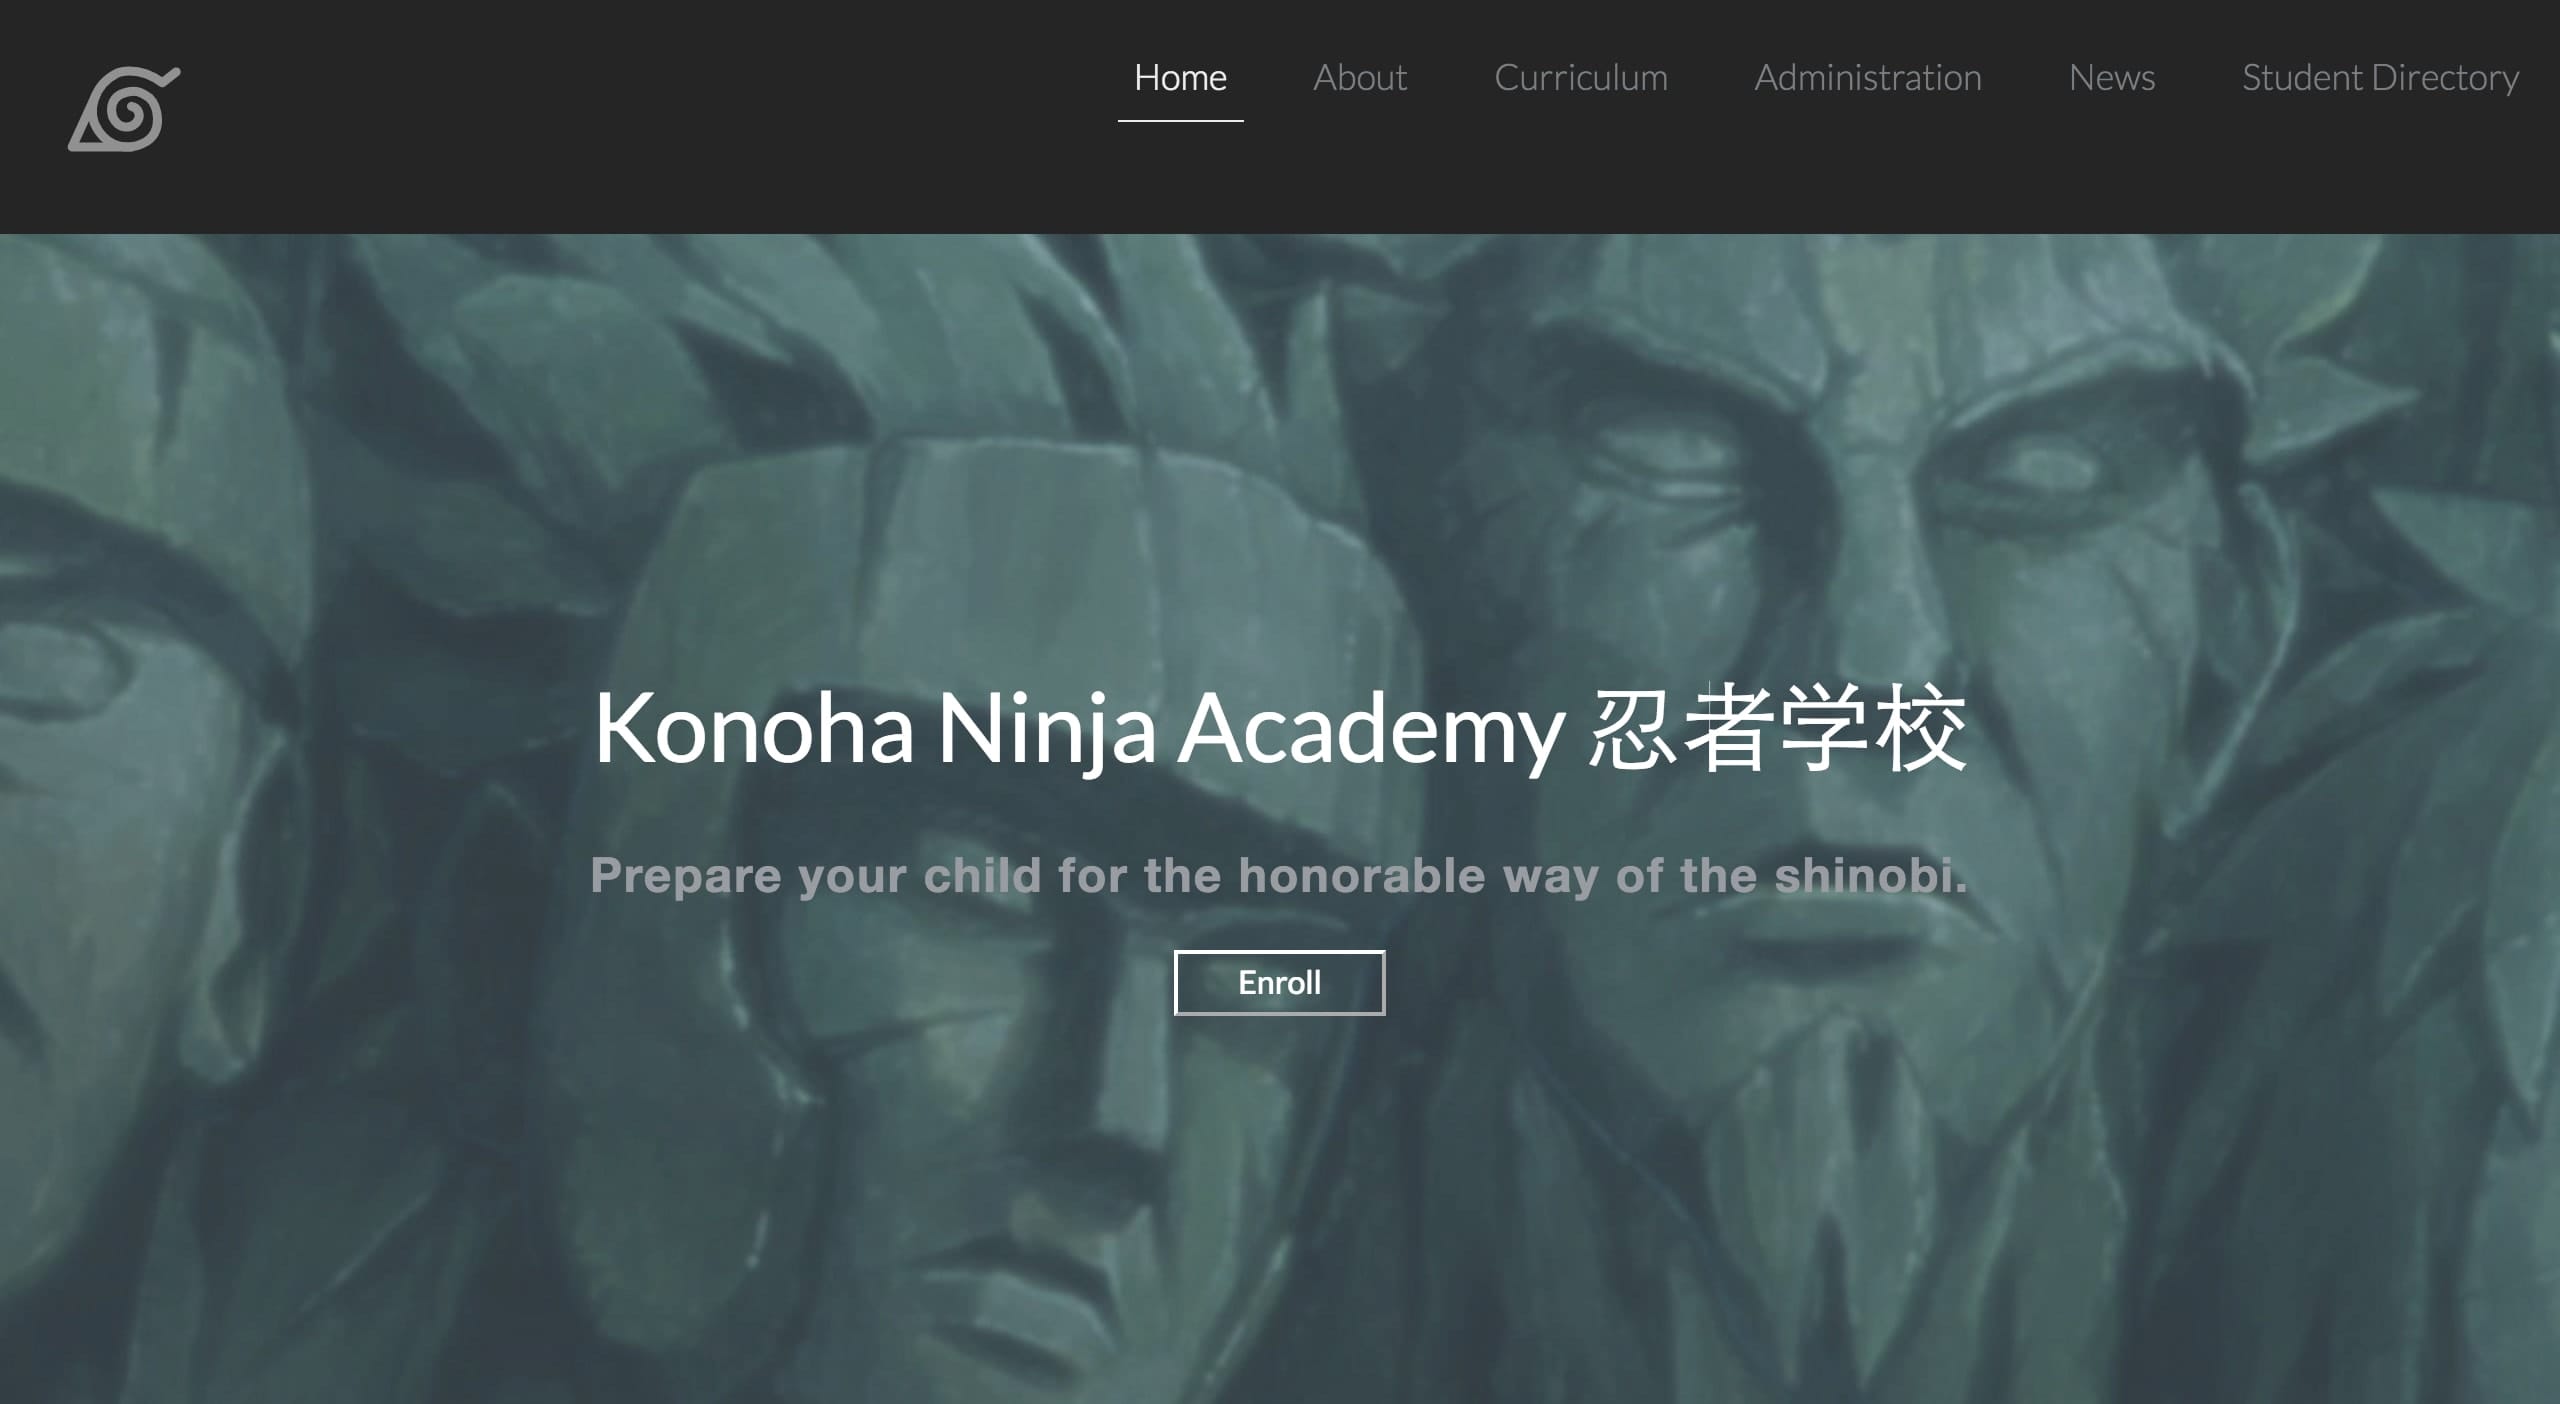 Home About Curriculum Administration News Student Directory
Konoha Ninja Academy 忍者学校
Prepare your child for the honorable way of the shinobi.
Enroll